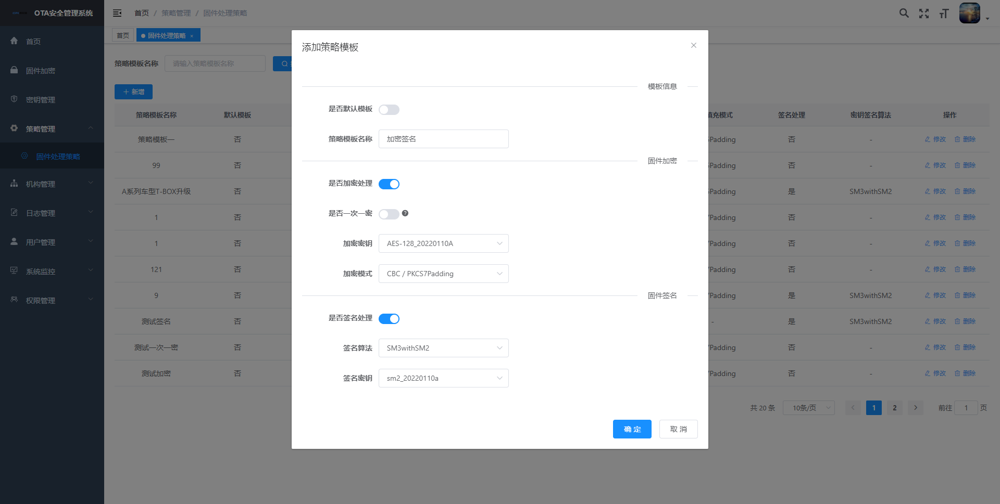 OTA安全管理系统
首页 / 策略管理 / 固件处理策略
首页
固件处理策略 ×
首页
固件加密
密钥管理
策略管理
固件处理策略
机构管理
日志管理
用户管理
系统监控
权限管理
策略模板名称 请输入策略模板名称
+ 新增
策略模板名称 默认模板 填充模式 签名处理 密钥签名算法 操作
策略模板一 否 Padding 否 - 修改 删除
99 否 Padding 否 - 修改 删除
A系列车型T-BOX升级 否 Padding 是 SM3withSM2 修改 删除
1 否 7Padding 否 - 修改 删除
1 否 7Padding 否 - 修改 删除
121 否 7Padding 否 - 修改 删除
9 否 7Padding 是 SM3withSM2 修改 删除
测试签名 否 - 是 SM3withSM2 修改 删除
测试一次一密 否 7Padding 否 - 修改 删除
测试加密 否 7Padding 否 - 修改 删除
共 20 条 10条/页 1 2 前往 1 页
添加策略模板
模板信息
是否默认模板
策略模板名称 加密签名
固件加密
是否加密处理
是否一次一密
加密密钥 AES-128_20220110A
加密模式 CBC / PKCS7Padding
固件签名
是否签名处理
签名算法 SM3withSM2
签名密钥 sm2_20220110a
确 定 取 消